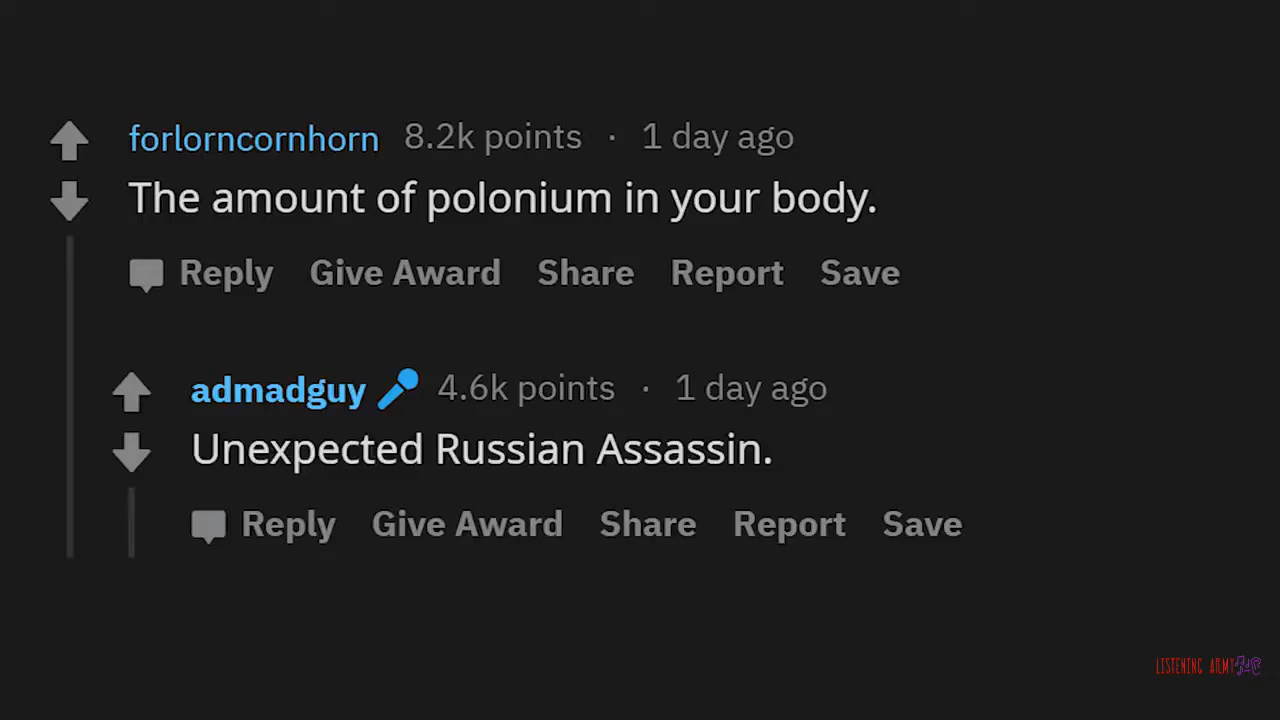 forlorncornhorn 8.2k points · 1 day ago
The amount of polonium in your body.
Reply Give Award Share Report Save
admadguy 4.6k points · 1 day ago
Unexpected Russian Assassin.
Reply Give Award Share Report Save
LISTENING ARMY